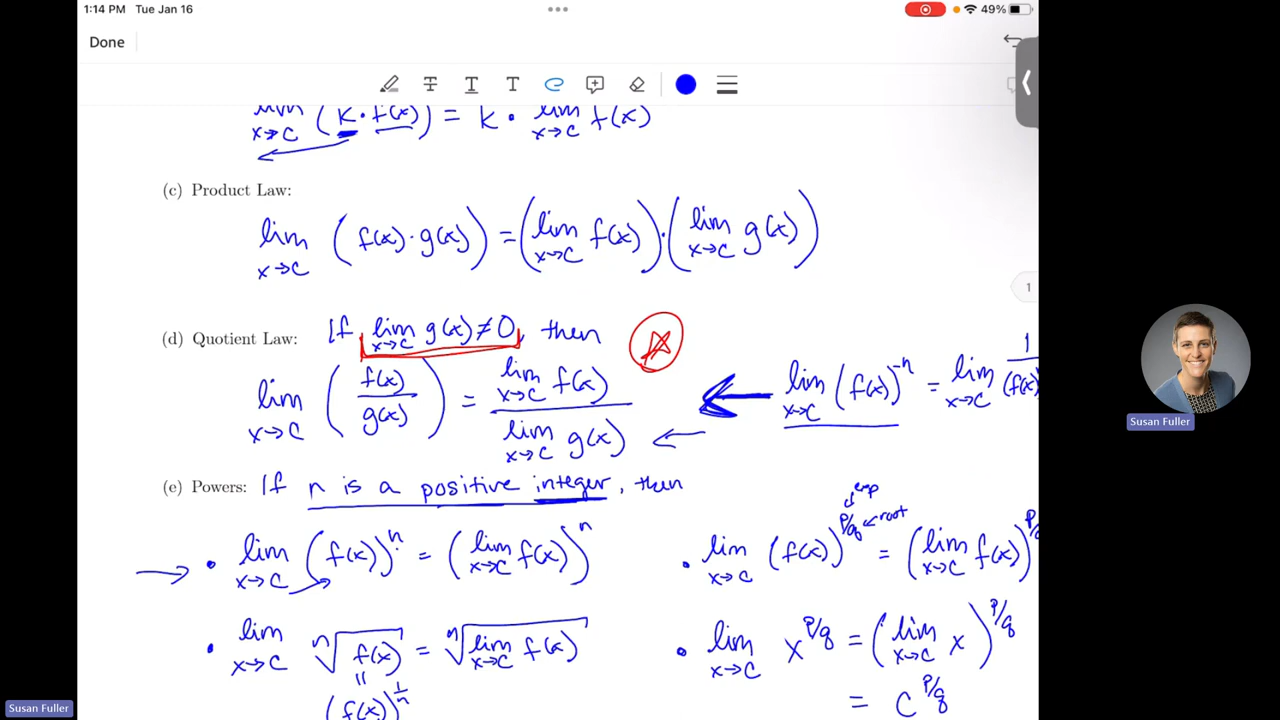 1:14 PM Tue Jan 16
49%
Done
lim x→c (k · f(x)) = k · lim x→c f(x)
(c) Product Law:
lim x→c (f(x) · g(x)) = (lim x→c f(x)) · (lim x→c g(x))
1
(d) Quotient Law: If lim x→c g(x) ≠ 0, then
lim x→c (f(x)/g(x)) = lim x→c f(x) / lim x→c g(x)
lim x→c (f(x))^-n = lim x→c 1/(f(x)
(e) Powers: If n is a positive integer, then
lim x→c (f(x))^n = (lim x→c f(x))^n
exp
root
lim x→c (f(x))^p/q = (lim x→c f(x))^p/q
lim x→c ⁿ√f(x) = ⁿ√lim x→c f(x)
"
(f(x))^1/n
lim x→c x^p/q = (lim x→c x)^p/q
= c^p/q
Susan Fuller
Susan Fuller